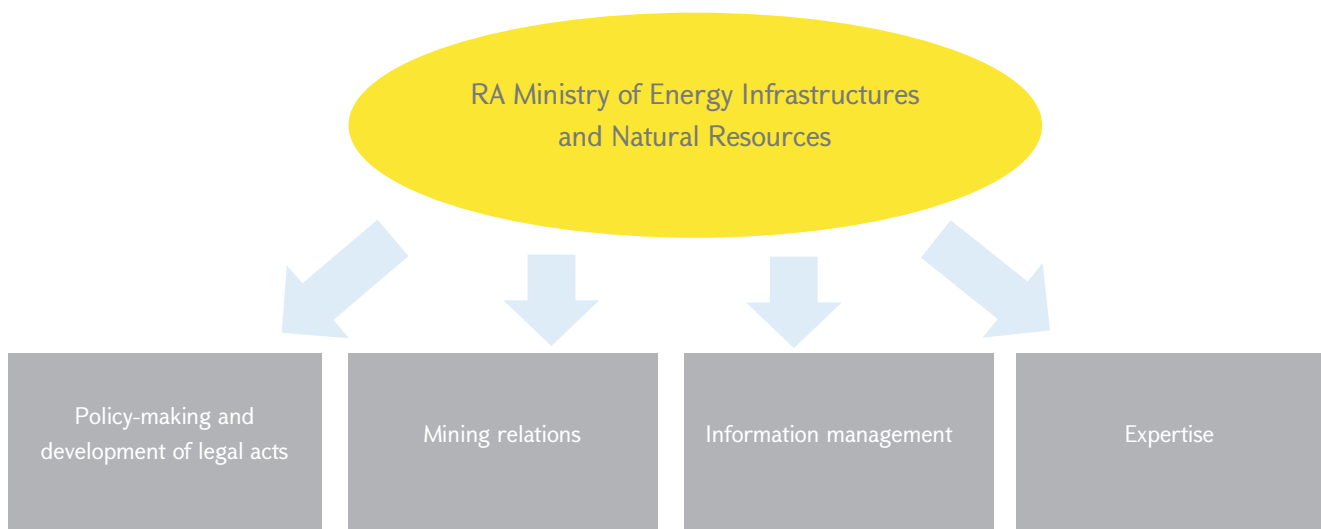 RA Ministry of Energy Infrastructures
and Natural Resources
Policy-making and
development of legal acts
Mining relations
Information management
Expertise